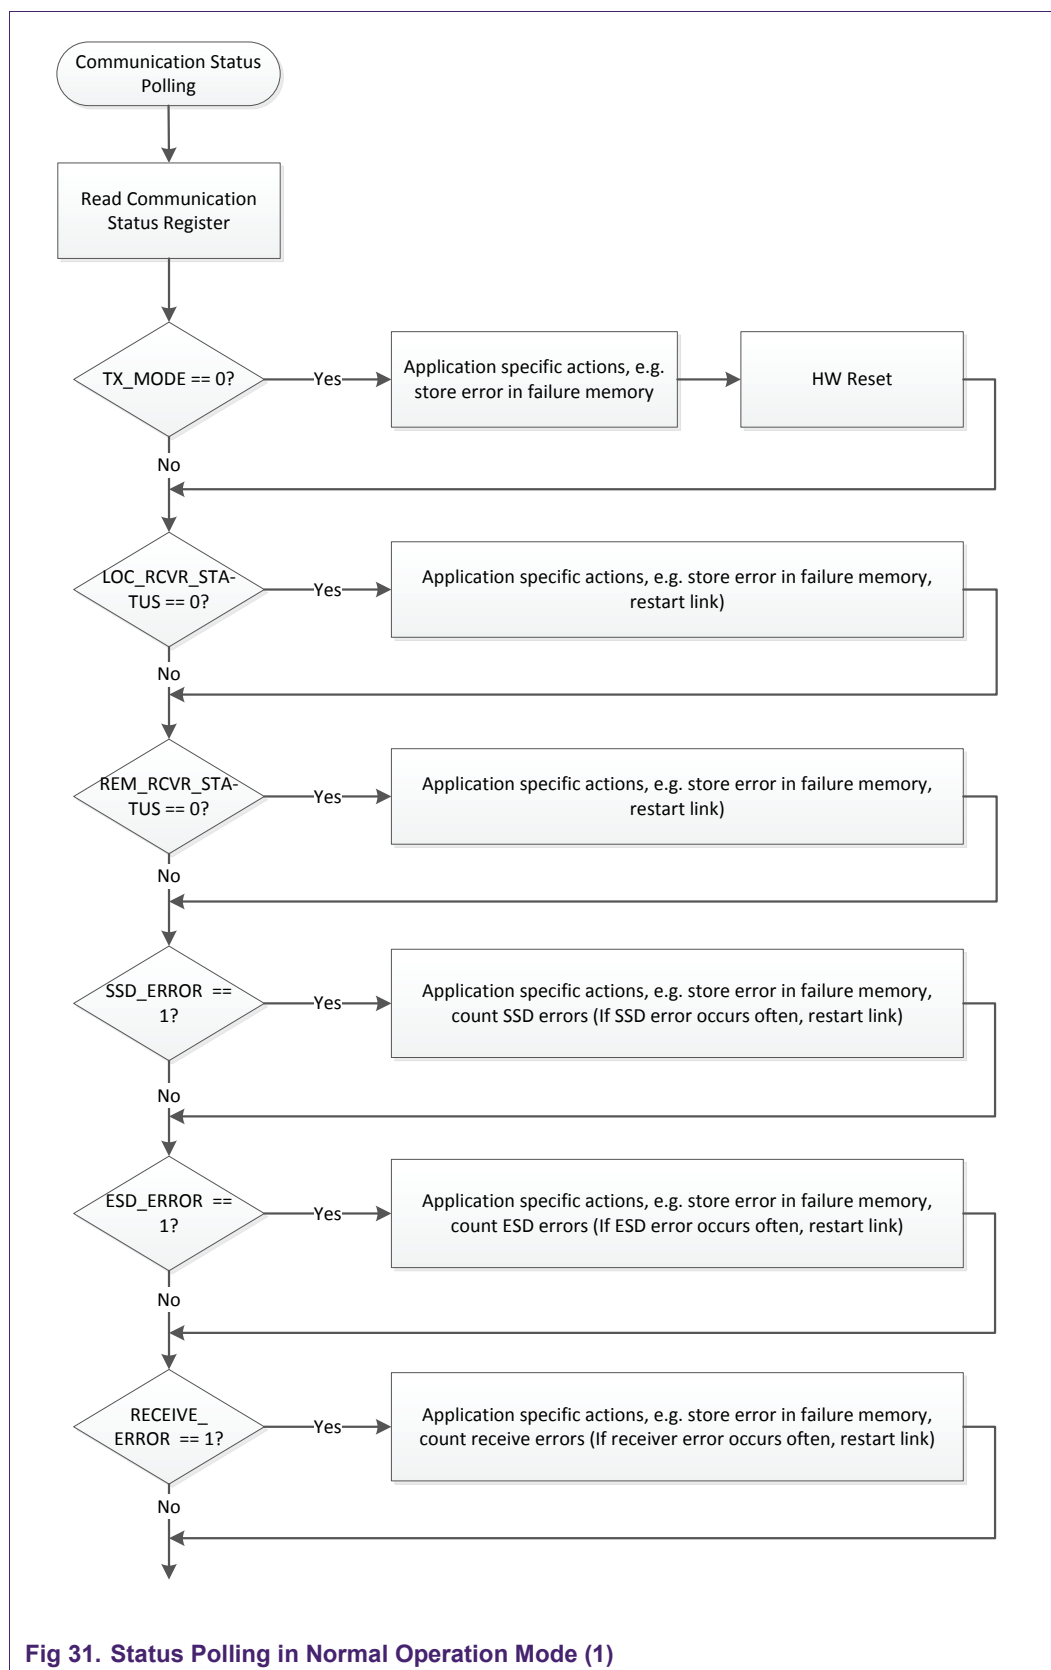 Communication Status
Polling
Read Communication
Status Register
TX_MODE == 0?
Yes
Application specific actions, e.g.
store error in failure memory
HW Reset
No
LOC_RCVR_STA-
TUS == 0?
Yes
Application specific actions, e.g. store error in failure memory,
restart link)
No
REM_RCVR_STA-
TUS == 0?
Yes
Application specific actions, e.g. store error in failure memory,
restart link)
No
SSD_ERROR ==
1?
Yes
Application specific actions, e.g. store error in failure memory,
count SSD errors (If SSD error occurs often, restart link)
No
ESD_ERROR ==
1?
Yes
Application specific actions, e.g. store error in failure memory,
count ESD errors (If ESD error occurs often, restart link)
No
RECEIVE_
ERROR == 1?
Yes
Application specific actions, e.g. store error in failure memory,
count receive errors (If receiver error occurs often, restart link)
No
Fig 31. Status Polling in Normal Operation Mode (1)